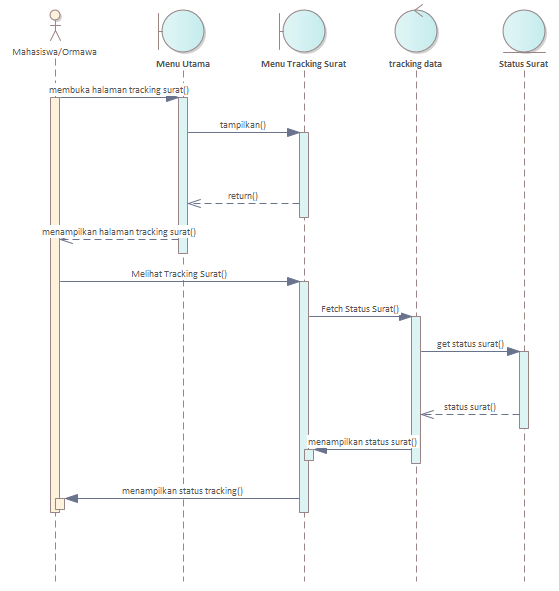 Mahasiswa/Ormawa
Menu Utama
Menu Tracking Surat
tracking data
Status Surat
membuka halaman tracking surat()
tampilkan()
return()
menampilkan halaman tracking surat()
Melihat Tracking Surat()
Fetch Status Surat()
get status surat()
status surat()
menampilkan status surat()
menampilkan status tracking()